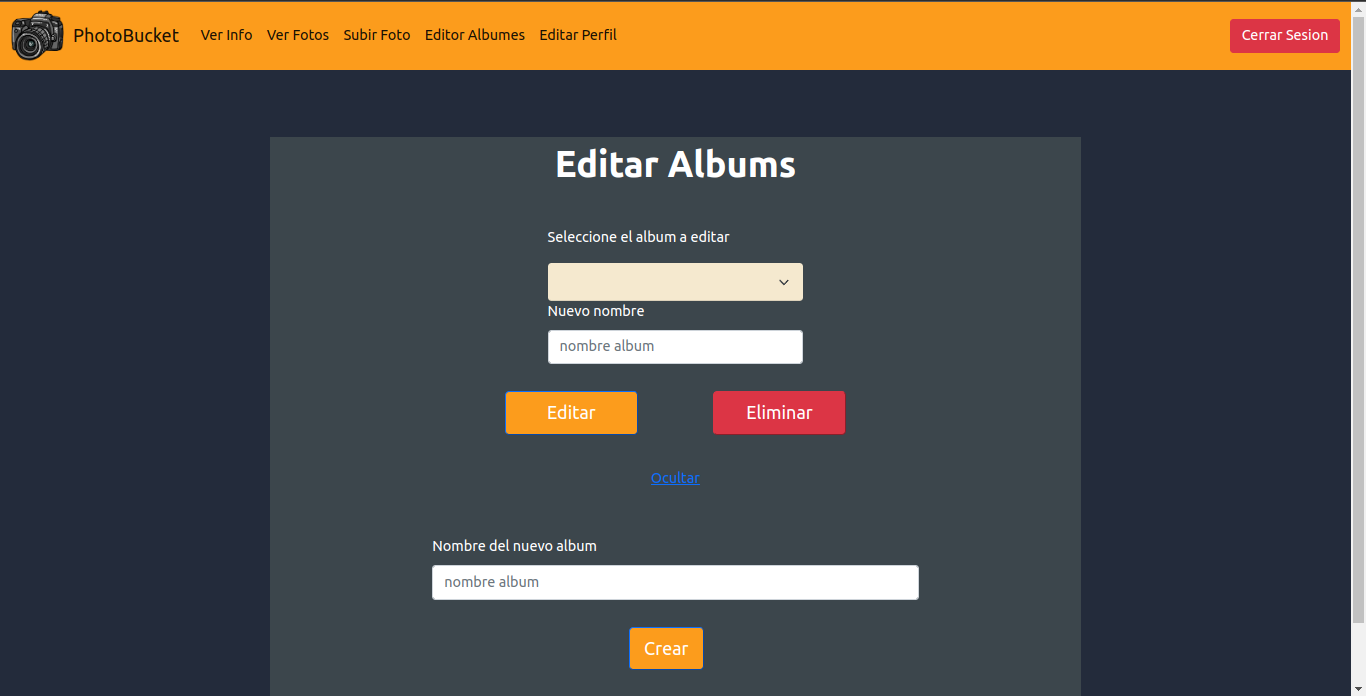 PhotoBucket Ver Info Ver Fotos Subir Foto Editor Albumes Editar Perfil Cerrar Sesion
Editar Albums
Seleccione el album a editar
Nuevo nombre
nombre album
Editar Eliminar
Ocultar
Nombre del nuevo album
nombre album
Crear